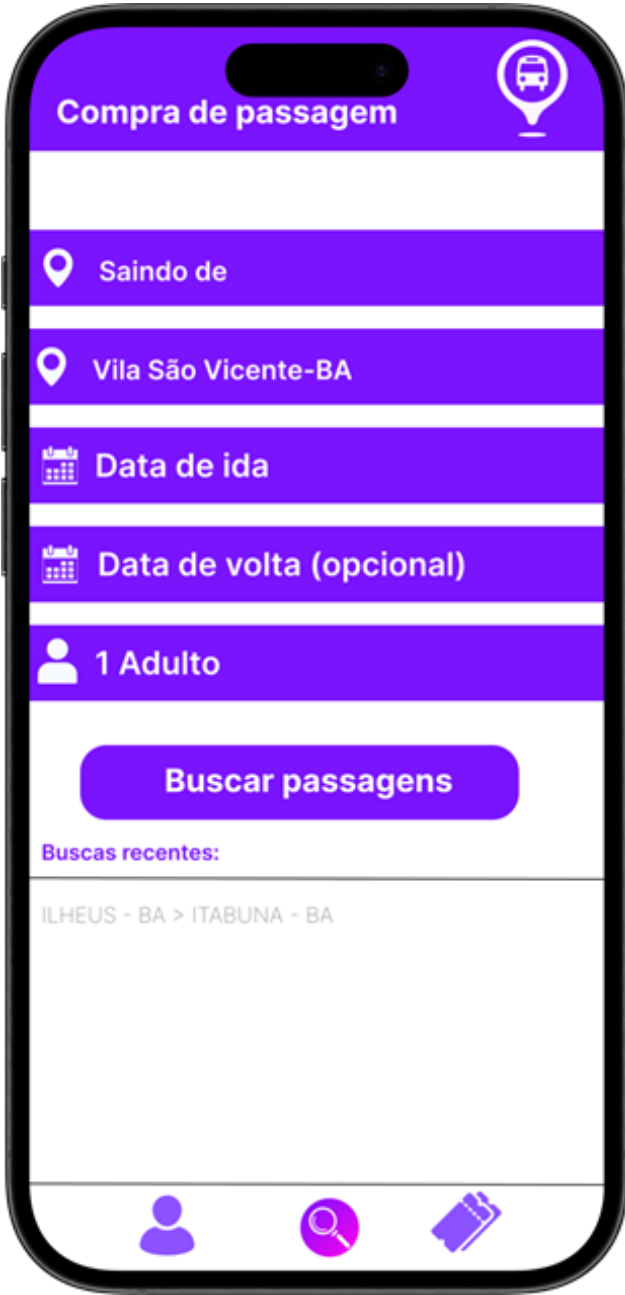 Compra de passagem
Saindo de
Vila São Vicente-BA
Data de ida
Data de volta (opcional)
1 Adulto
Buscar passagens
Buscas recentes:
ILHEUS - BA > ITABUNA - BA